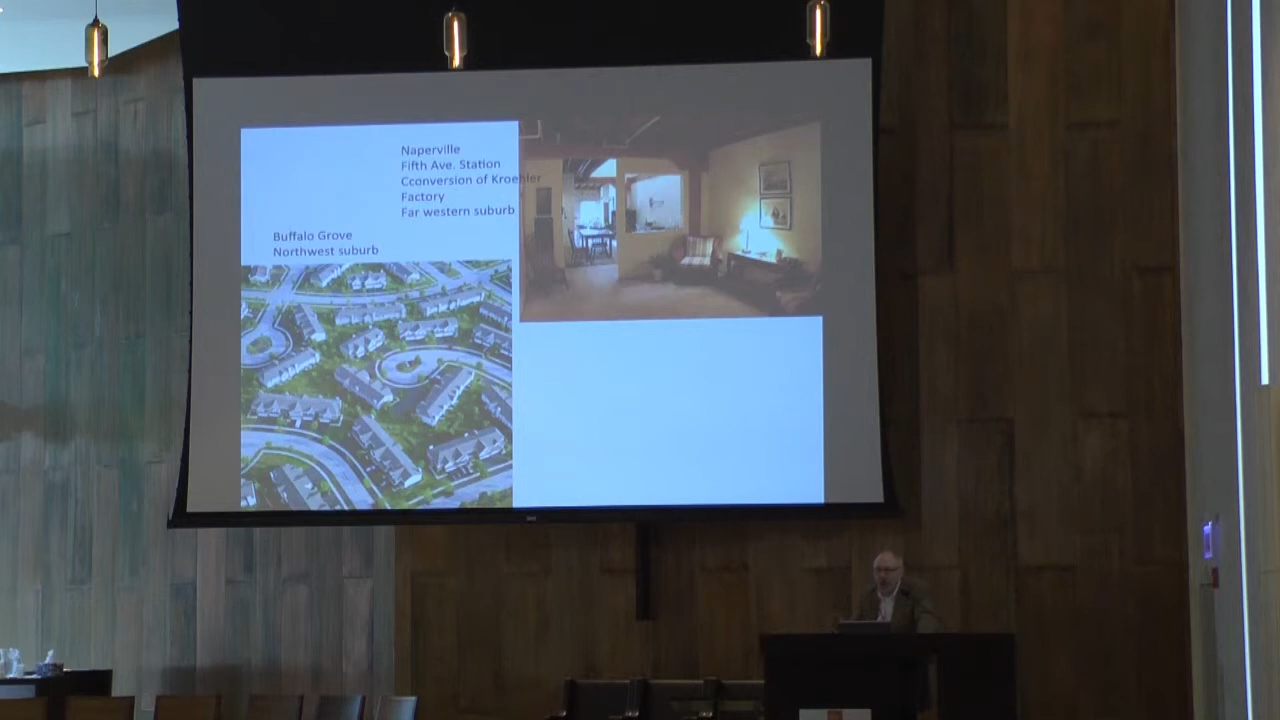 Naperville
Fifth Ave. Station
Cconversion of Kroehler
Factory
Far western suburb
Buffalo Grove
Northwest suburb